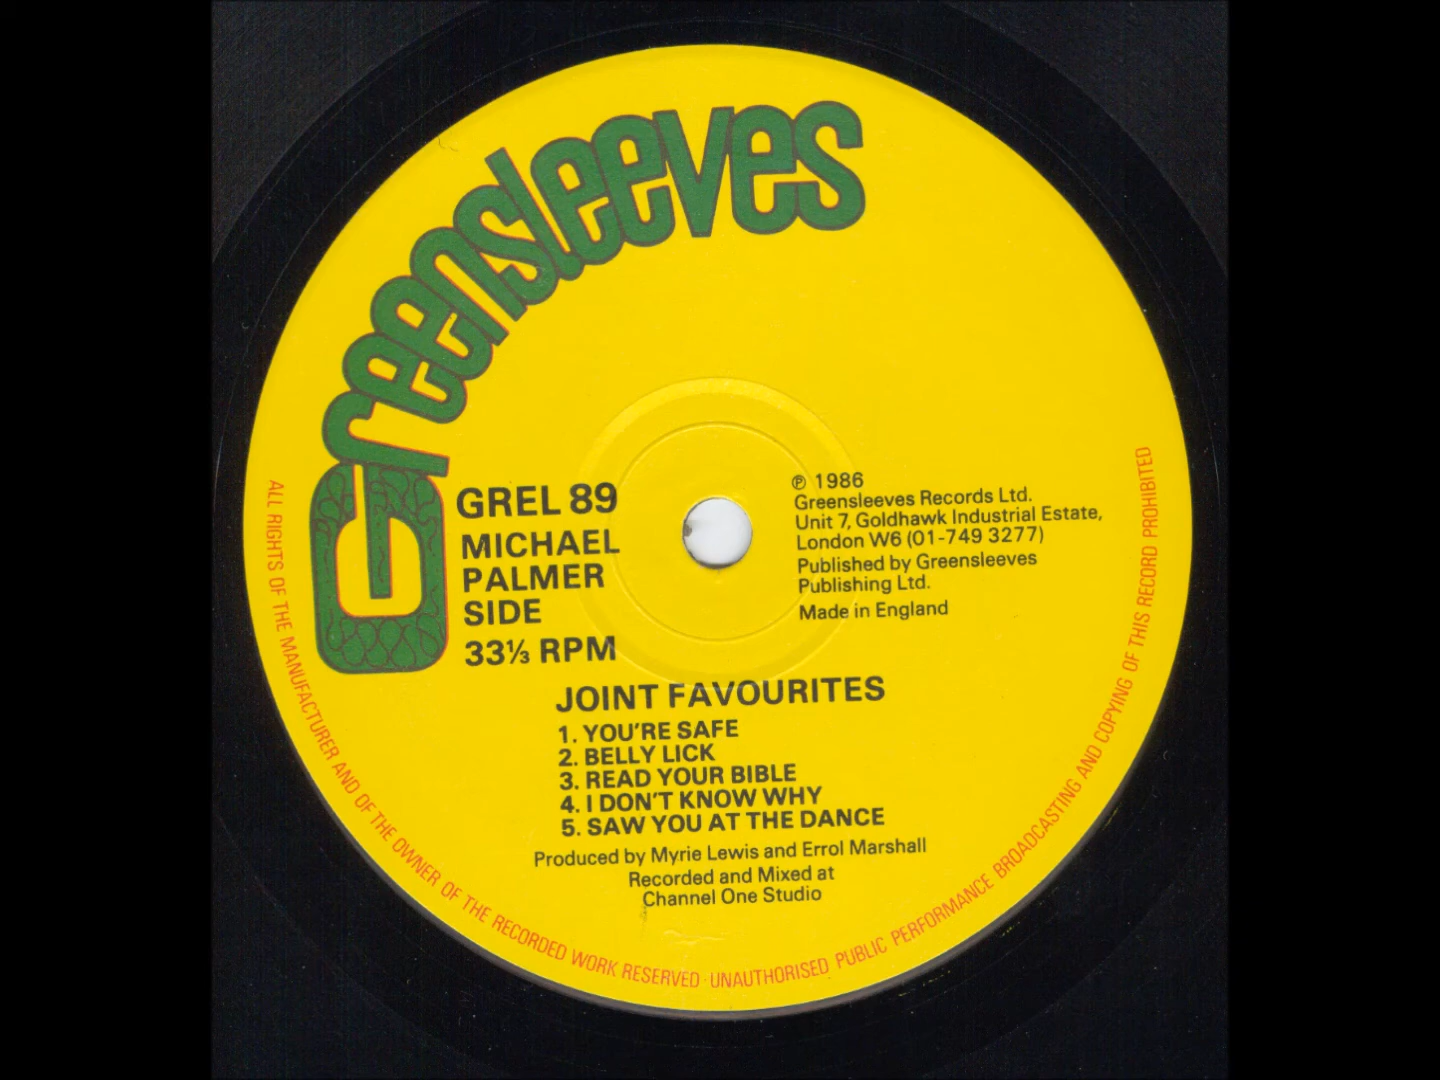 Greensleeves
GREL 89
MICHAEL
PALMER
SIDE
33⅓ RPM
℗ 1986
Greensleeves Records Ltd.
Unit 7, Goldhawk Industrial Estate,
London W6 (01-749 3277)
Published by Greensleeves
Publishing Ltd.
Made in England
JOINT FAVOURITES
1. YOU'RE SAFE
2. BELLY LICK
3. READ YOUR BIBLE
4. I DON'T KNOW WHY
5. SAW YOU AT THE DANCE
Produced by Myrie Lewis and Errol Marshall
Recorded and Mixed at
Channel One Studio
ALL RIGHTS OF THE MANUFACTURER AND OF THE OWNER OF THE RECORDED WORK RESERVED · UNAUTHORISED PUBLIC PERFORMANCE BROADCASTING AND COPYING OF THIS RECORD PROHIBITED